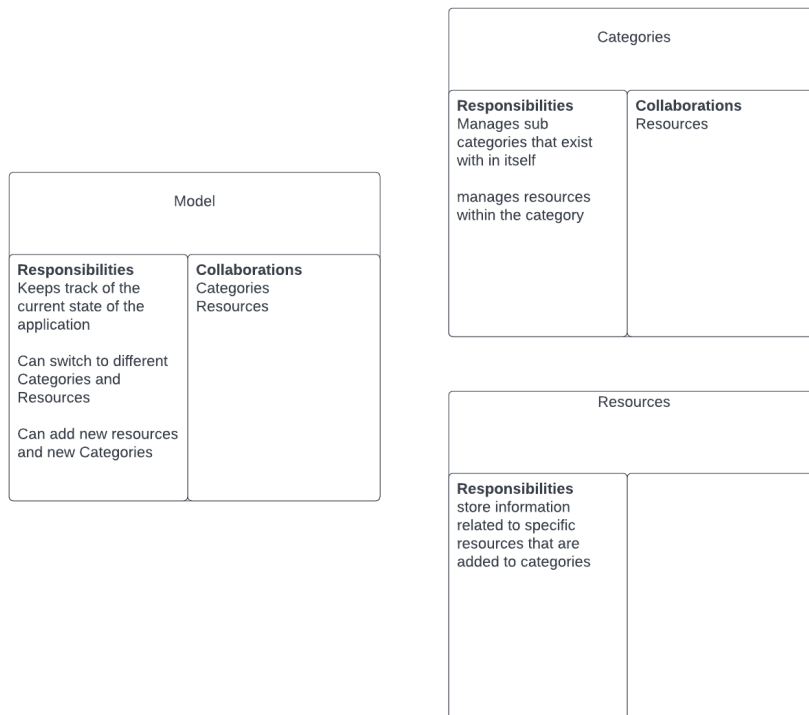 Model
Responsibilities
Keeps track of the
current state of the
application
Can switch to different
Categories and
Resources
Can add new resources
and new Categories
Collaborations
Categories
Resources
Categories
Responsibilities
Manages sub
categories that exist
with in itself
manages resources
within the category
Collaborations
Resources
Resources
Responsibilities
store information
related to specific
resources that are
added to categories